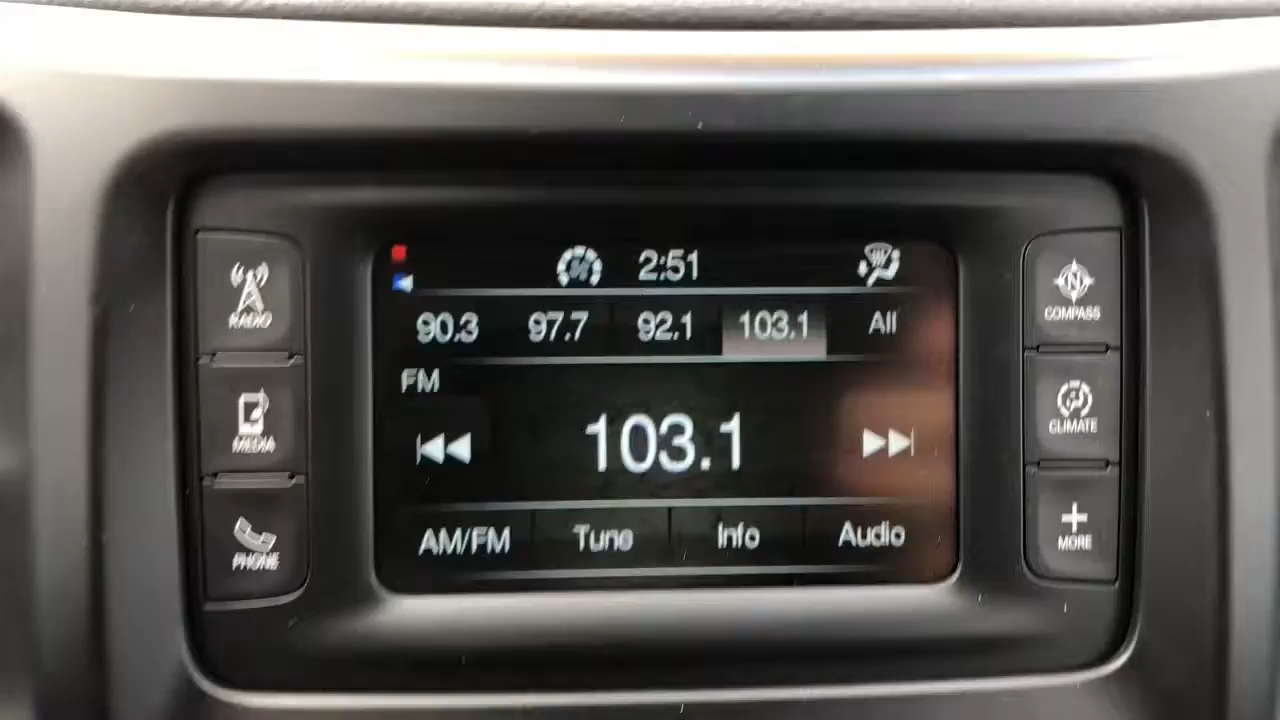 2:51
90.3 97.7 92.1 103.1 All
FM
103.1
AM/FM Tune Info Audio
RADIO
MEDIA
PHONE
N
COMPASS
CLIMATE
MORE